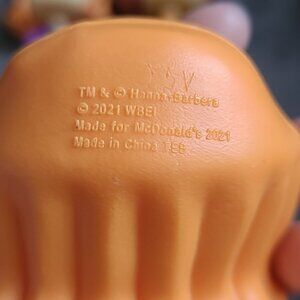 TM & © Hanna-Barbera
© 2021 WBEI
Made for McDonald's 2021
Made in China